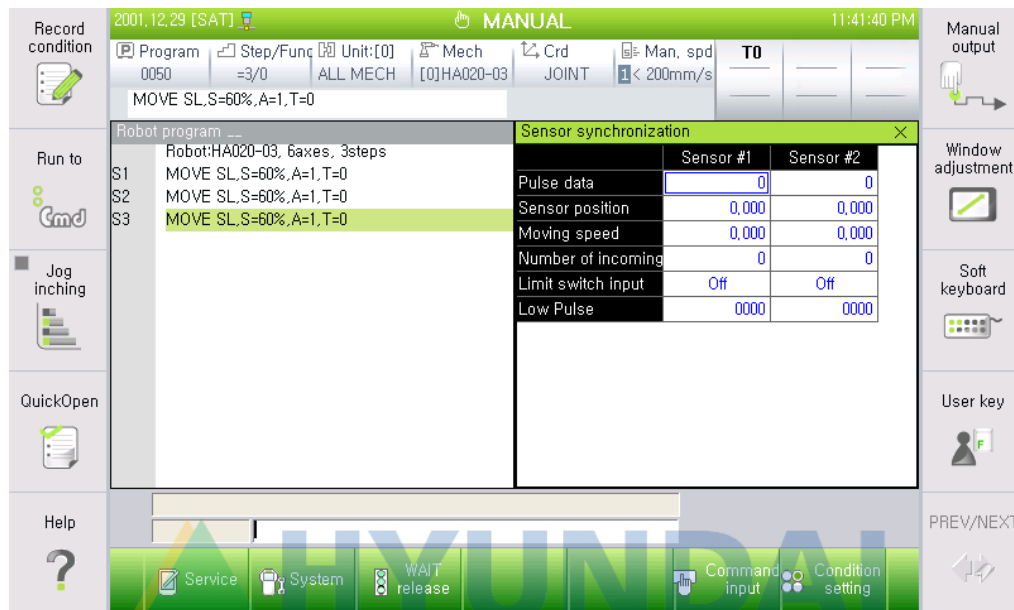 Record
condition
2001,12,29 [SAT]
MANUAL
11:41:40 PM
Manual
output
P Program
0050
Step/Func
=3/0
Unit:[0]
ALL MECH
Mech
[0]HA020-03
Crd
JOINT
Man, spd
1 < 200mm/s
T0
MOVE SL,S=60%,A=1,T=0
Robot program __
Robot:HA020-03, 6axes, 3steps
S1 MOVE SL,S=60%,A=1,T=0
S2 MOVE SL,S=60%,A=1,T=0
S3 MOVE SL,S=60%,A=1,T=0
Sensor synchronization
Sensor #1 Sensor #2
Pulse data 0 0
Sensor position 0,000 0,000
Moving speed 0,000 0,000
Number of incoming 0 0
Limit switch input Off Off
Low Pulse 0000 0000
Run to
Cmd
Jog
inching
QuickOpen
Help
Window
adjustment
Soft
keyboard
User key
F
PREV/NEXT
HYUNDAI
Service
System
WAIT
release
Command
input
Condition
setting